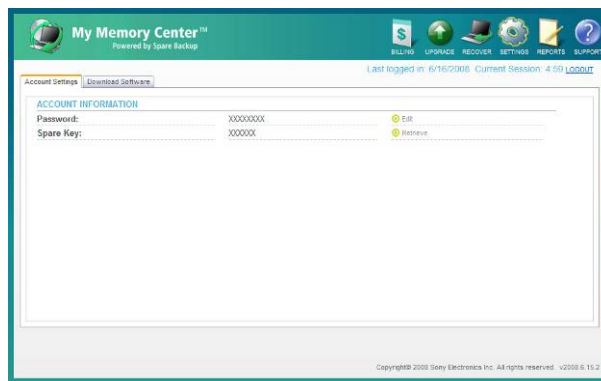 My Memory Center™
Powered by Spare Backup
BILLING UPGRADE RECOVER SETTINGS REPORTS SUPPORT
Last logged in: 6/16/2008 Current Session: 4:59 LOGOUT
Account Settings Download Software
ACCOUNT INFORMATION
Password: XXXXXXXX Edit
Spare Key: XXXXXX Retrieve
Copyright© 2008 Sony Electronics Inc. All rights reserved. v2008.6.15.2